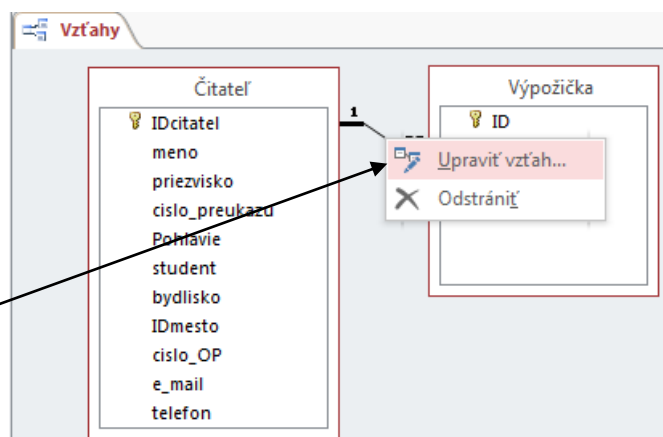 Vzťahy
Čitateľ
IDcitatel
meno
priezvisko
cislo_preukazu
Pohlavie
student
bydlisko
IDmesto
cislo_OP
e_mail
telefon
1
Výpožička
ID
Upraviť vzťah...
Odstrániť